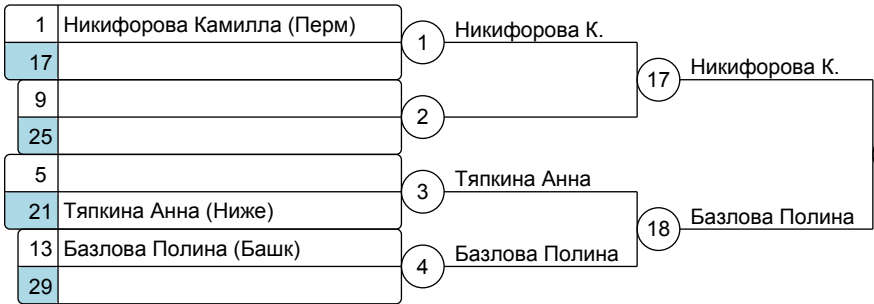 1 Никифорова Камилла (Перм)
17
1 Никифорова К.
9
25
2
17 Никифорова К.
5
21 Тяпкина Анна (Ниже)
3 Тяпкина Анна
13 Базлова Полина (Башк)
29
4 Базлова Полина
18 Базлова Полина